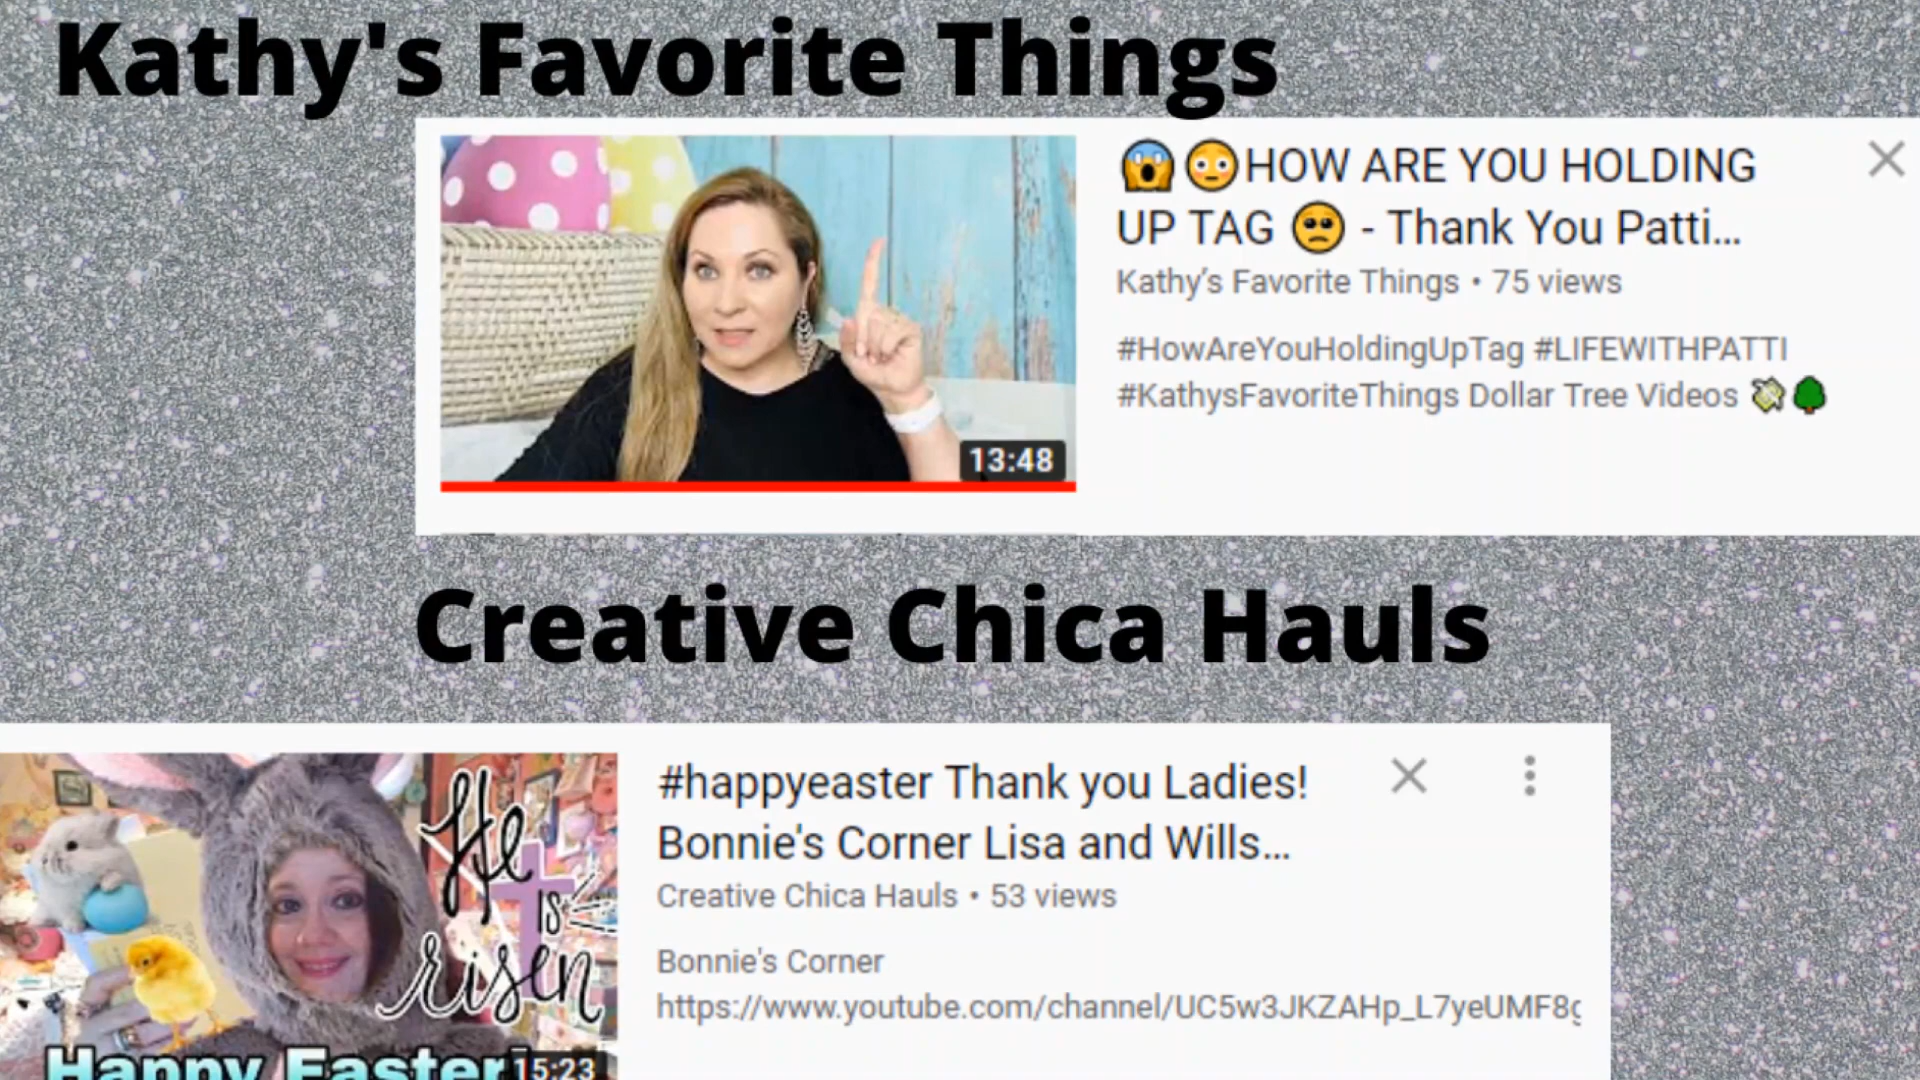 Kathy's Favorite Things
😱😳HOW ARE YOU HOLDING
UP TAG 🥺 - Thank You Patti...
Kathy's Favorite Things • 75 views
#HowAreYouHoldingUpTag #LIFEWITHPATTI
#KathysFavoriteThings Dollar Tree Videos 💸🌳
13:48
Creative Chica Hauls
#happyeaster Thank you Ladies!
Bonnie's Corner Lisa and Wills...
Creative Chica Hauls • 53 views
Bonnie's Corner
https://www.youtube.com/channel/UC5w3JKZAHp_L7yeUMF8
He
is
risen
Happy Easter!
15:23